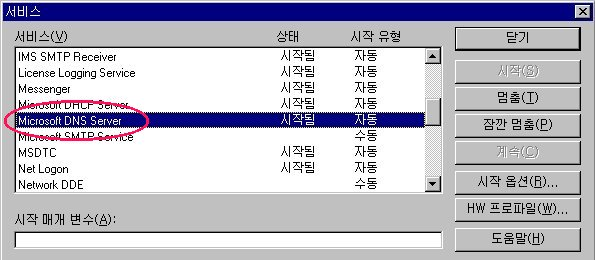 서비스
서비스(V) 상태 시작 유형
IMS SMTP Receiver 시작됨 자동
License Logging Service 시작됨 자동
Messenger 시작됨 자동
Microsoft DHCP Server 시작됨 자동
Microsoft DNS Server 시작됨 자동
Microsoft SMTP Service 수동
MSDTC 시작됨 자동
Net Logon 시작됨 자동
Network DDE 수동
시작 매개 변수(A):
닫기
시작(S)
멈춤(T)
잠깐 멈춤(P)
계속(C)
시작 옵션(R)...
HW 프로파일(W)...
도움말(H)